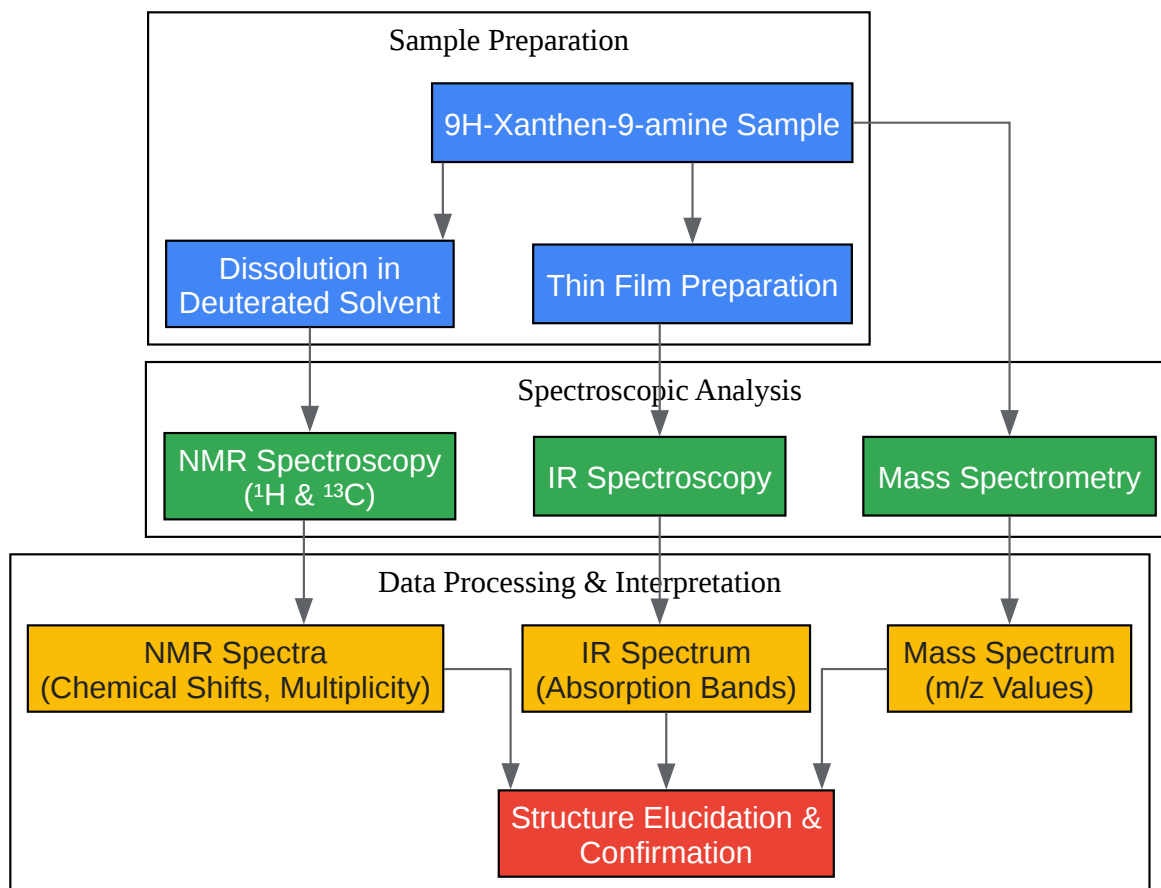 Sample Preparation
9H-Xanthen-9-amine Sample
Dissolution in
Deuterated Solvent
Thin Film Preparation
Spectroscopic Analysis
NMR Spectroscopy
(¹H & ¹³C)
IR Spectroscopy
Mass Spectrometry
Data Processing & Interpretation
NMR Spectra
(Chemical Shifts, Multiplicity)
IR Spectrum
(Absorption Bands)
Mass Spectrum
(m/z Values)
Structure Elucidation &
Confirmation